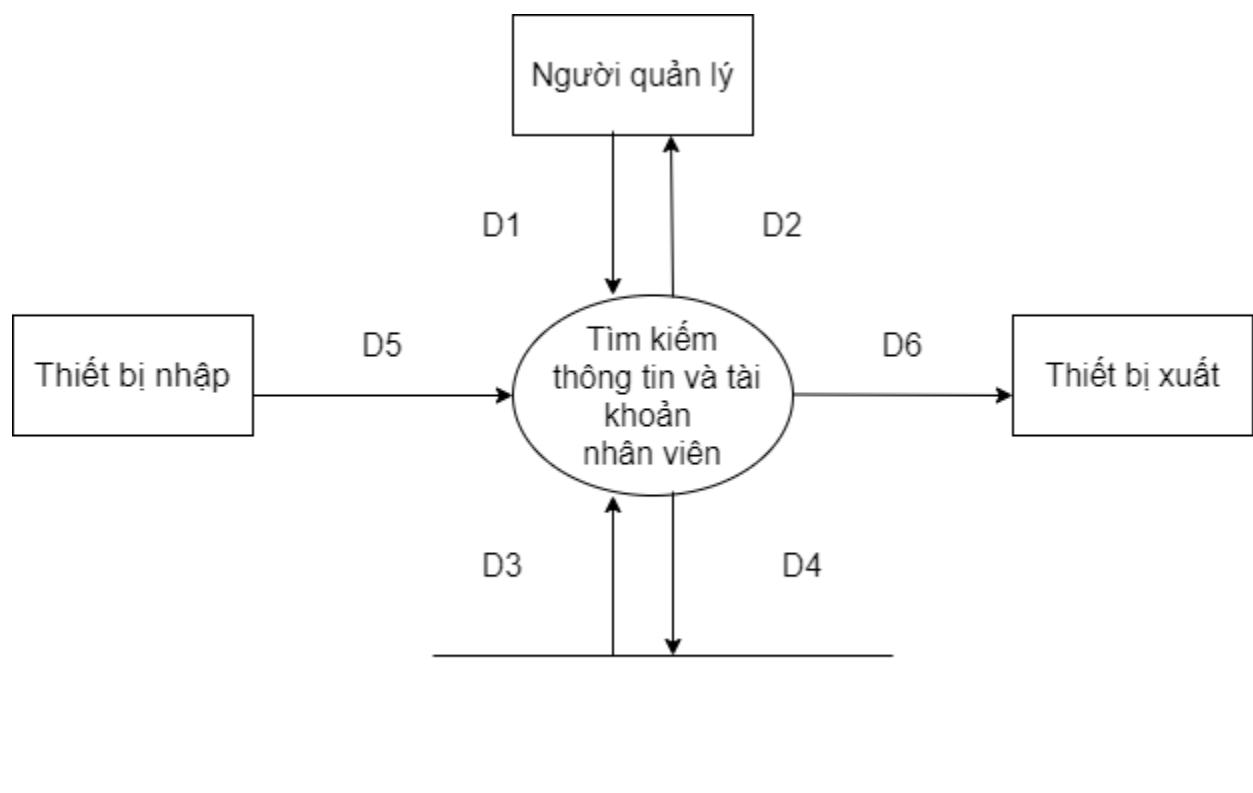 Người quản lý
D1
D2
Thiết bị nhập
D5
Tìm kiếm
thông tin và tài
khoản
nhân viên
D6
Thiết bị xuất
D3
D4